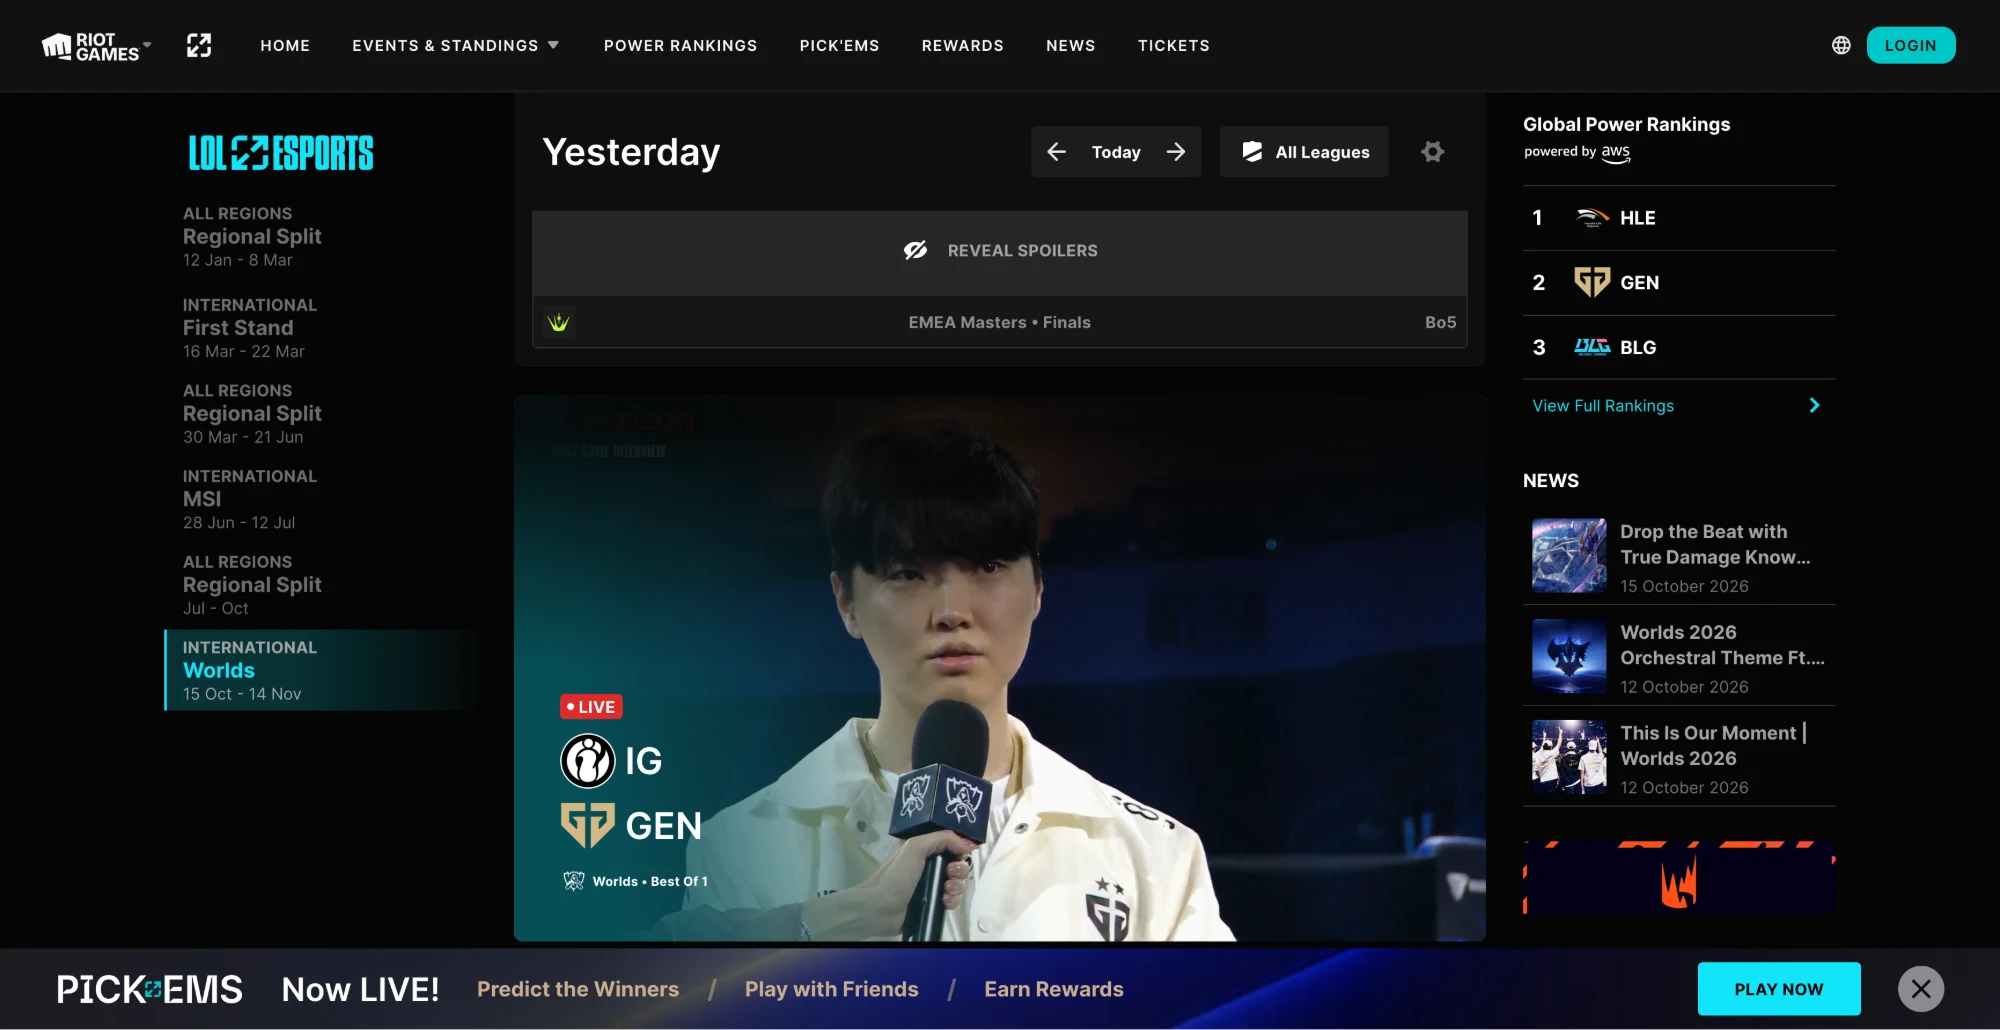 RIOT GAMES
HOME
EVENTS & STANDINGS
POWER RANKINGS
PICK'EMS
REWARDS
NEWS
TICKETS
LOGIN
LOL ESPORTS
ALL REGIONS
Regional Split
12 Jan - 8 Mar
INTERNATIONAL
First Stand
16 Mar - 22 Mar
ALL REGIONS
Regional Split
30 Mar - 21 Jun
INTERNATIONAL
MSI
28 Jun - 12 Jul
ALL REGIONS
Regional Split
Jul - Oct
INTERNATIONAL
Worlds
15 Oct - 14 Nov
Yesterday
Today
All Leagues
REVEAL SPOILERS
EMEA Masters • Finals
Bo5
POST GAME INTERVIEW
• LIVE
IG
GEN
Worlds • Best Of 1
Global Power Rankings
powered by aws
1 HLE
2 GEN
3 BLG BLG
View Full Rankings
NEWS
Drop the Beat with
True Damage Know...
15 October 2026
Worlds 2026
Orchestral Theme Ft....
12 October 2026
This Is Our Moment |
Worlds 2026
12 October 2026
PICK EMS
Now LIVE!
Predict the Winners / Play with Friends / Earn Rewards
PLAY NOW